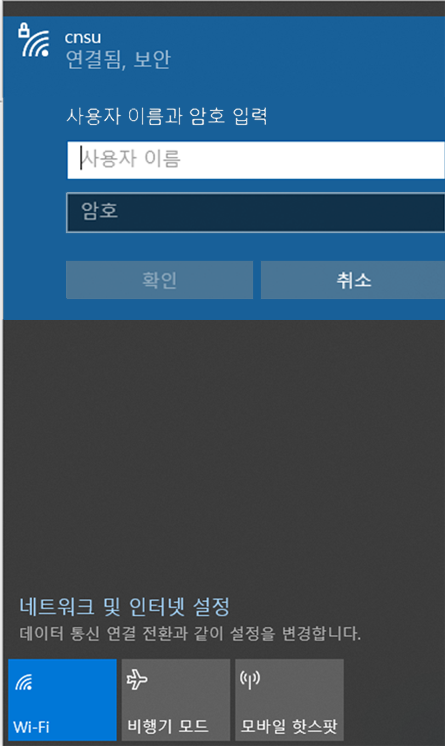 cnsu
연결됨, 보안
사용자 이름과 암호 입력
사용자 이름
암호
확인 취소
네트워크 및 인터넷 설정
데이터 통신 연결 전환과 같이 설정을 변경합니다.
Wi-Fi 비행기 모드 모바일 핫스팟